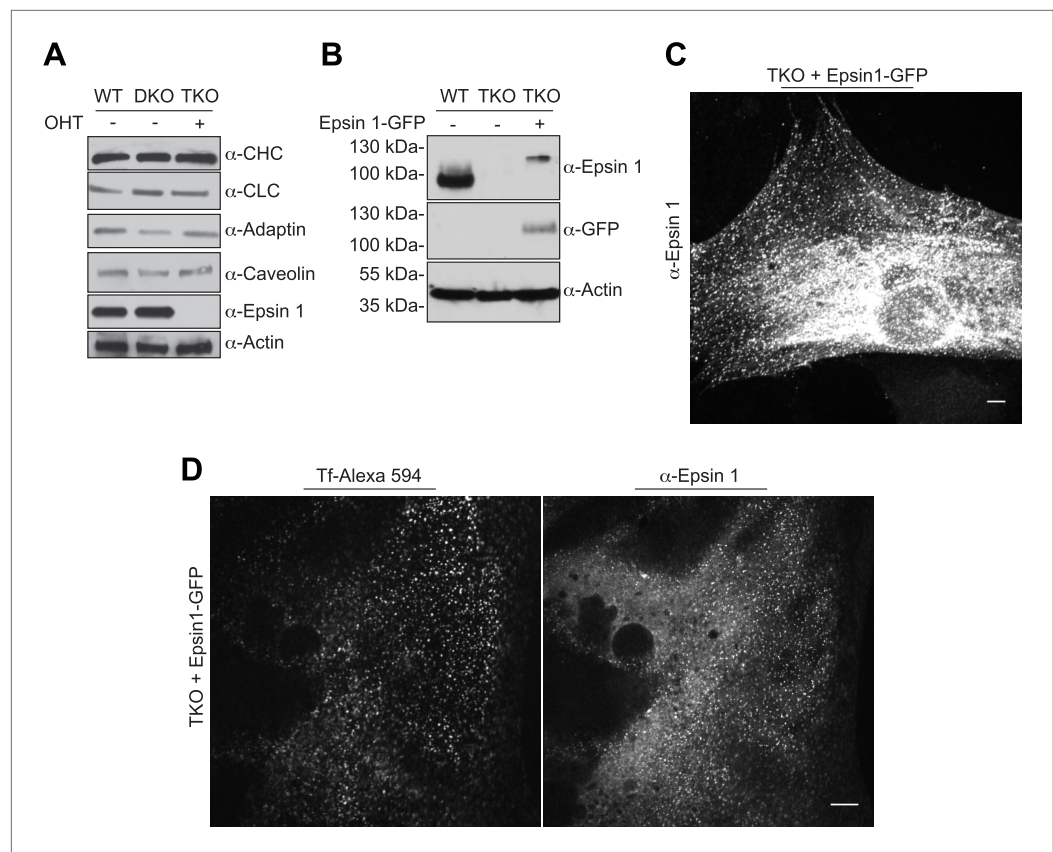 A
WT DKO TKO
OHT - - +
α-CHC
α-CLC
α-Adaptin
α-Caveolin
α-Epsin 1
α-Actin
B
WT TKO TKO
Epsin 1-GFP - - +
130 kDa-
100 kDa-
α-Epsin 1
130 kDa-
100 kDa-
α-GFP
55 kDa-
35 kDa-
α-Actin
C
TKO + Epsin1-GFP
α-Epsin 1
D
Tf-Alexa 594 α-Epsin 1
TKO + Epsin1-GFP